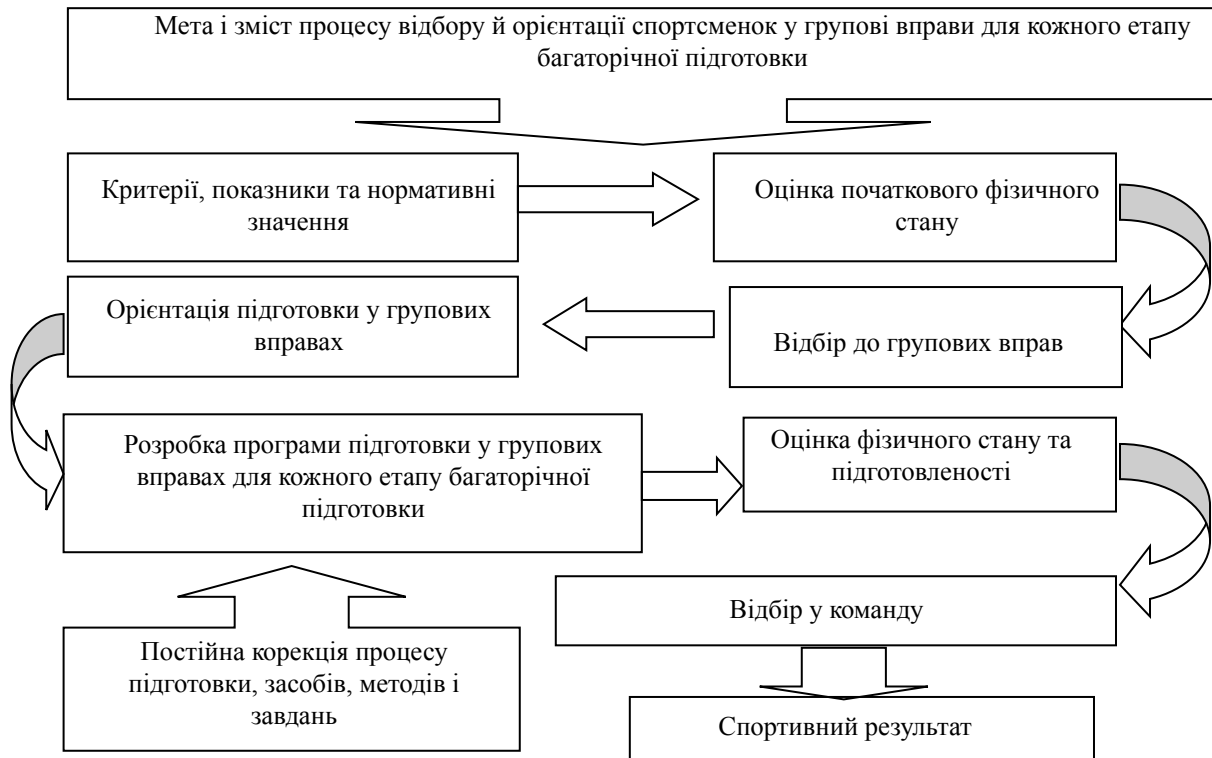 Мета і зміст процесу відбору й орієнтації спортсменок у групові вправи для кожного етапу
багаторічної підготовки
Критерії, показники та нормативні
значення
Оцінка початкового фізичного
стану
Орієнтація підготовки у групових
вправах
Відбір до групових вправ
Розробка програми підготовки у групових
вправах для кожного етапу багаторічної
підготовки
Оцінка фізичного стану та
підготовленості
Відбір у команду
Постійна корекція процесу
підготовки, засобів, методів і
завдань
Спортивний результат